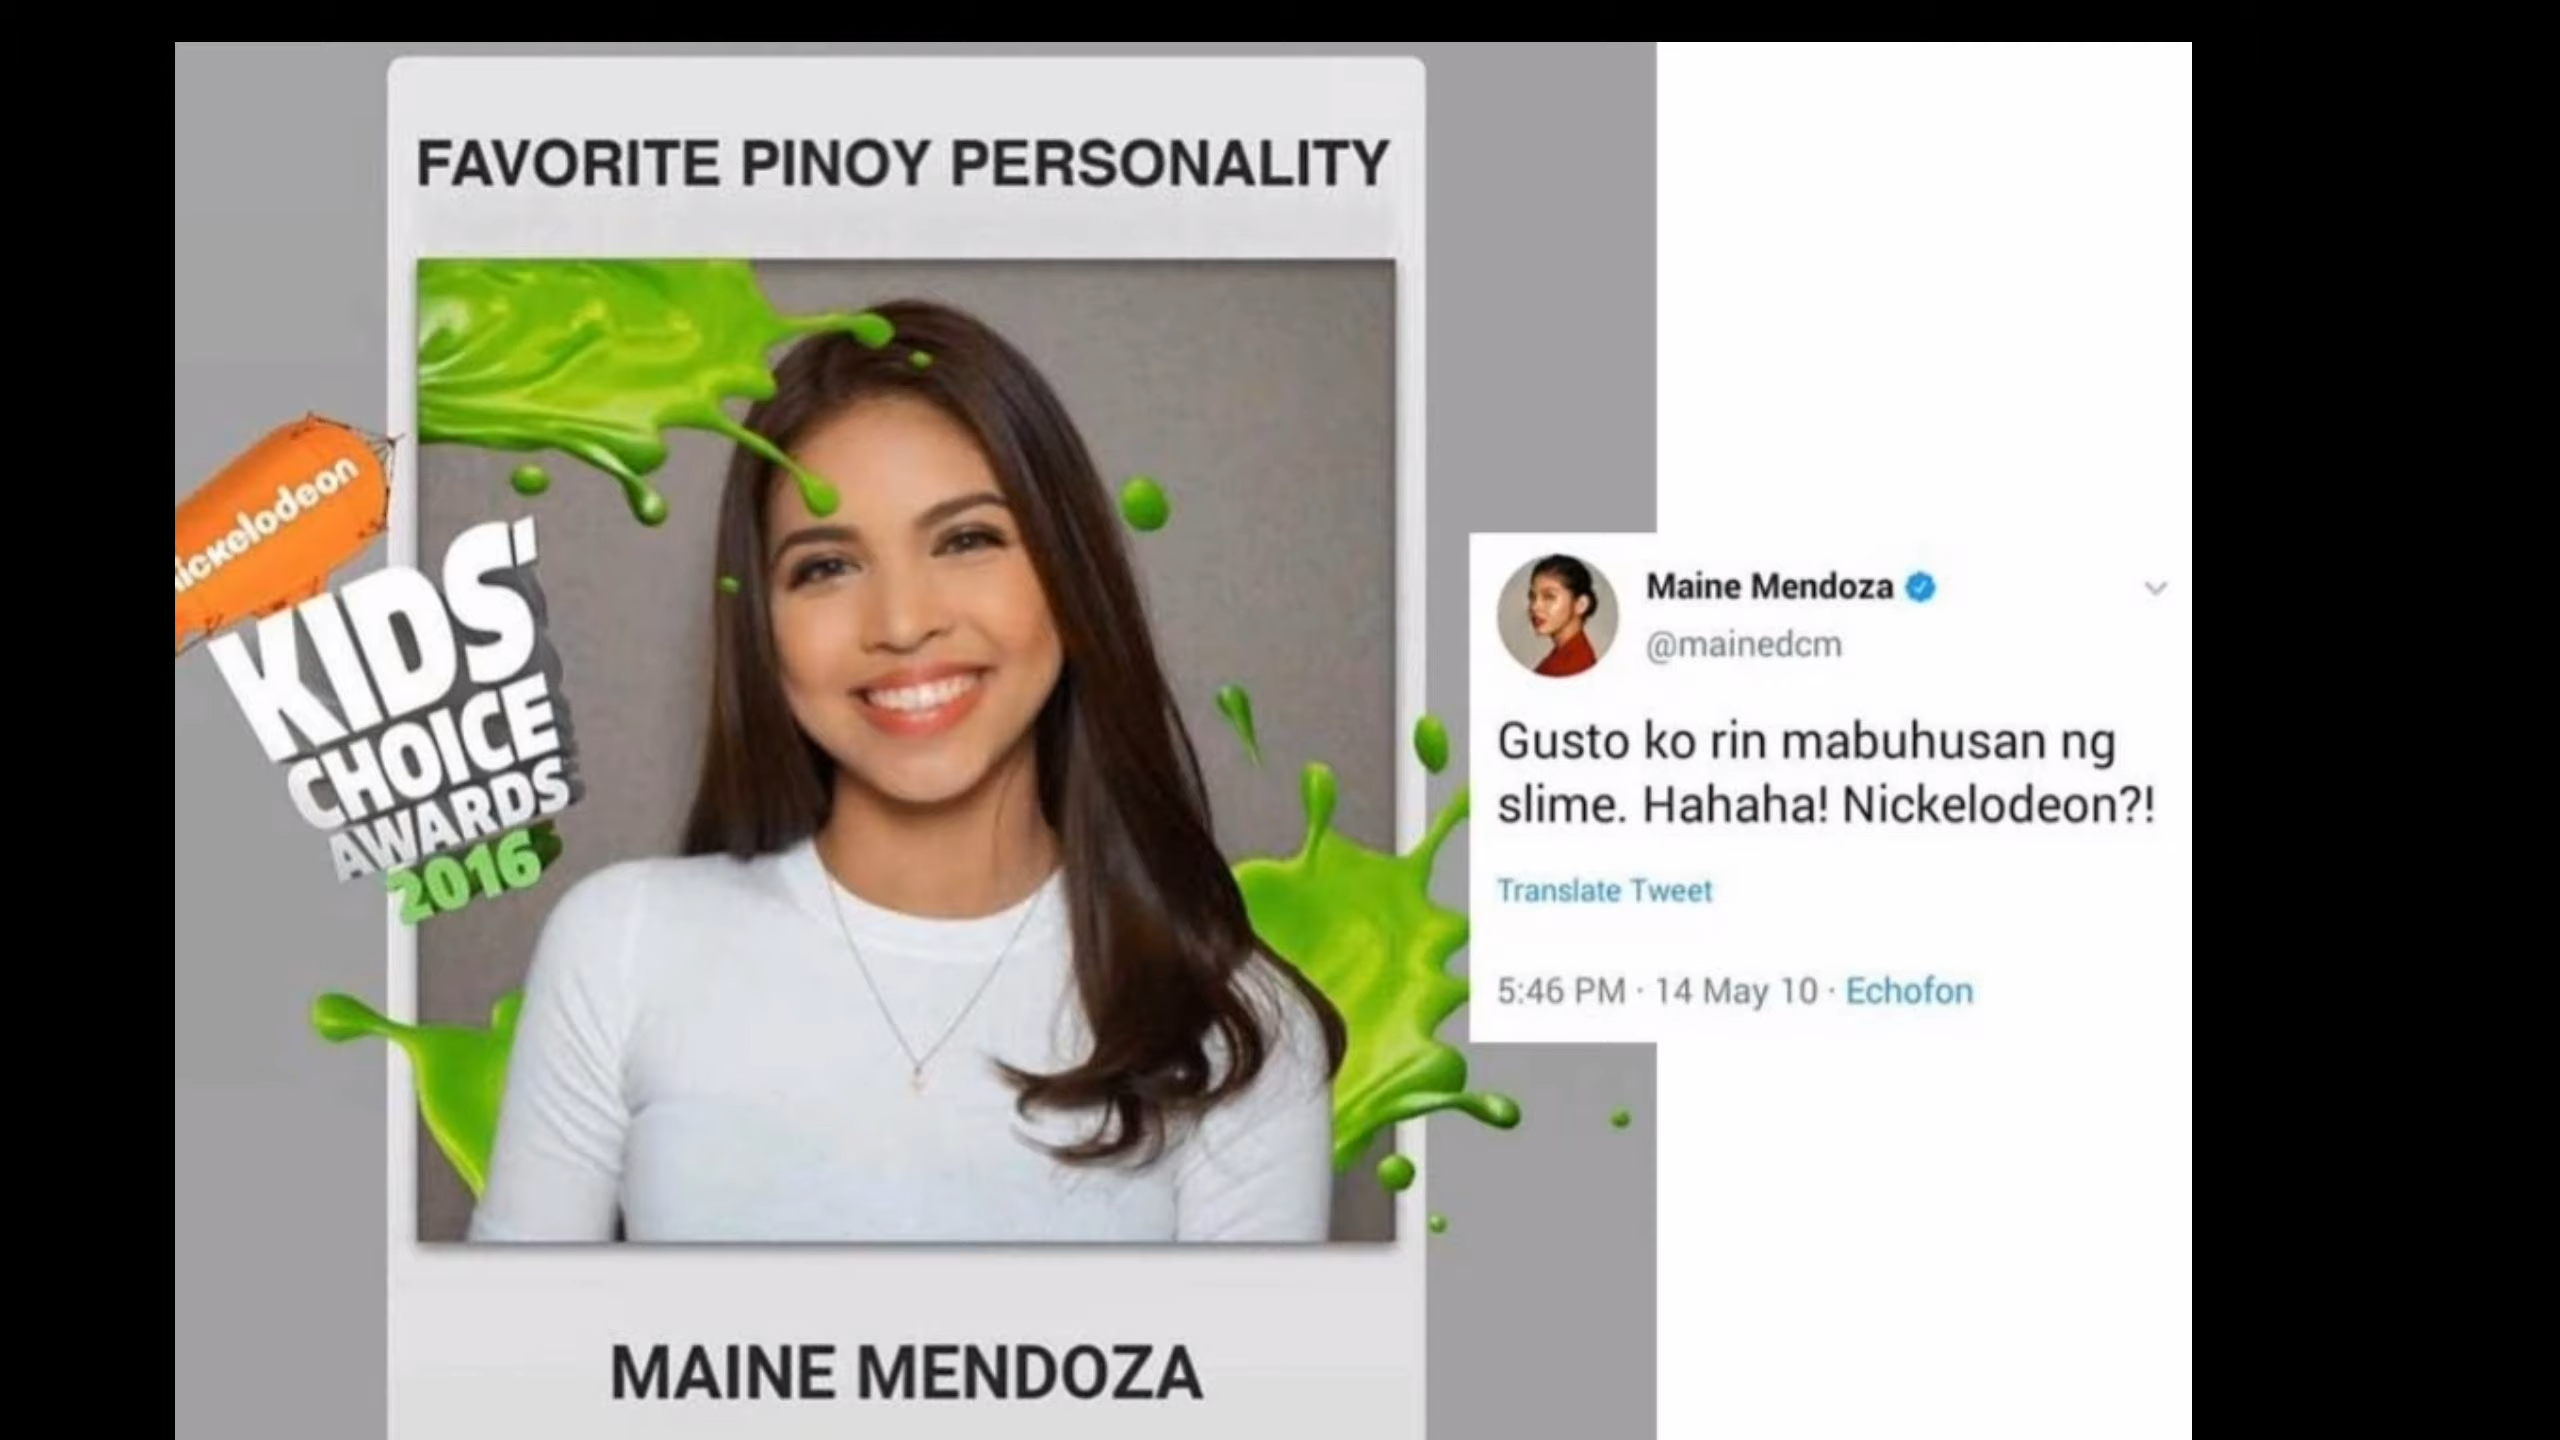 FAVORITE PINOY PERSONALITY
nickelodeon
KIDS'
CHOICE
AWARDS
2016
MAINE MENDOZA
Maine Mendoza
@mainedcm
Gusto ko rin mabuhusan ng
slime. Hahaha! Nickelodeon?!
Translate Tweet
5:46 PM · 14 May 10 · Echofon